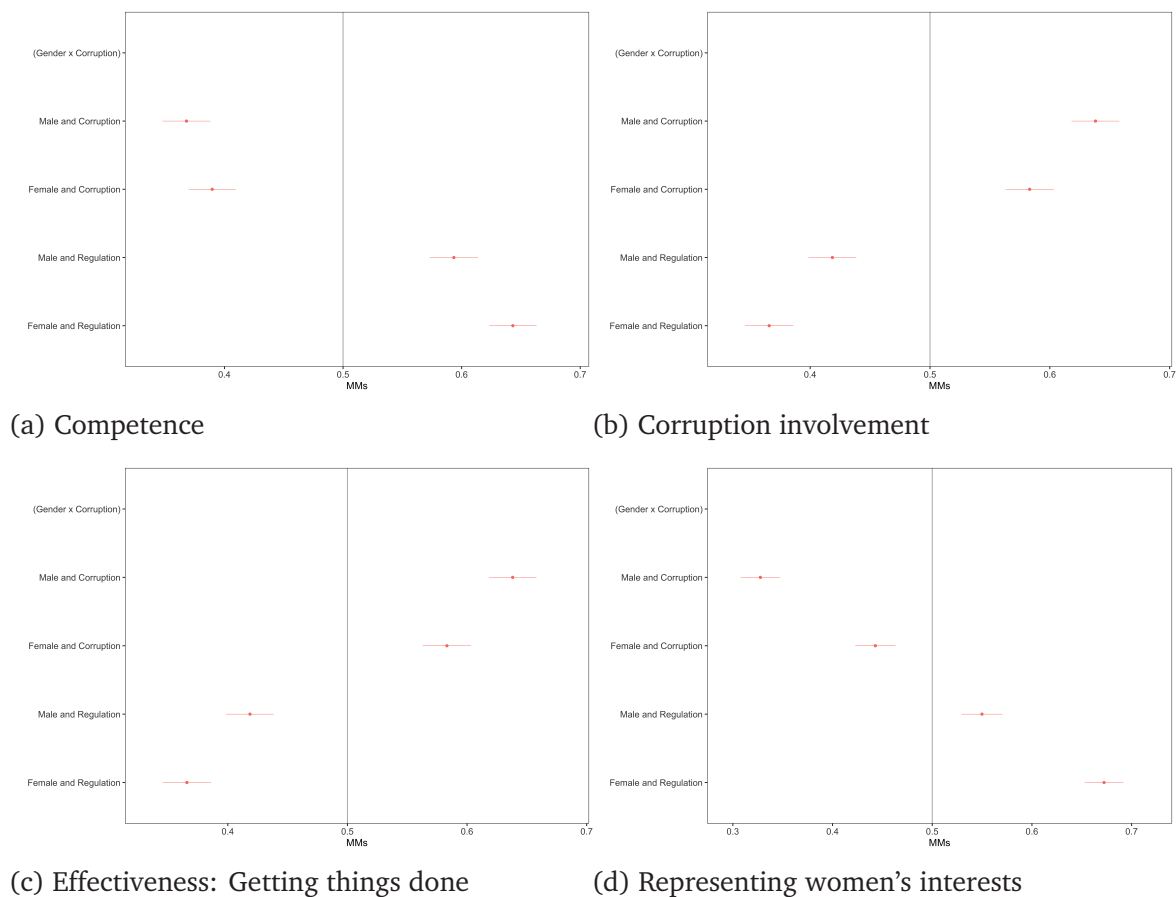 (Gender x Corruption)
Male and Corruption
Female and Corruption
Male and Regulation
Female and Regulation
0.4 0.5 0.6 0.7
MMs
(a) Competence
(Gender x Corruption)
Male and Corruption
Female and Corruption
Male and Regulation
Female and Regulation
0.4 0.5 0.6 0.7
MMs
(b) Corruption involvement
(Gender x Corruption)
Male and Corruption
Female and Corruption
Male and Regulation
Female and Regulation
0.4 0.5 0.6 0.7
MMs
(c) Effectiveness: Getting things done
(Gender x Corruption)
Male and Corruption
Female and Corruption
Male and Regulation
Female and Regulation
0.3 0.4 0.5 0.6 0.7
MMs
(d) Representing women's interests